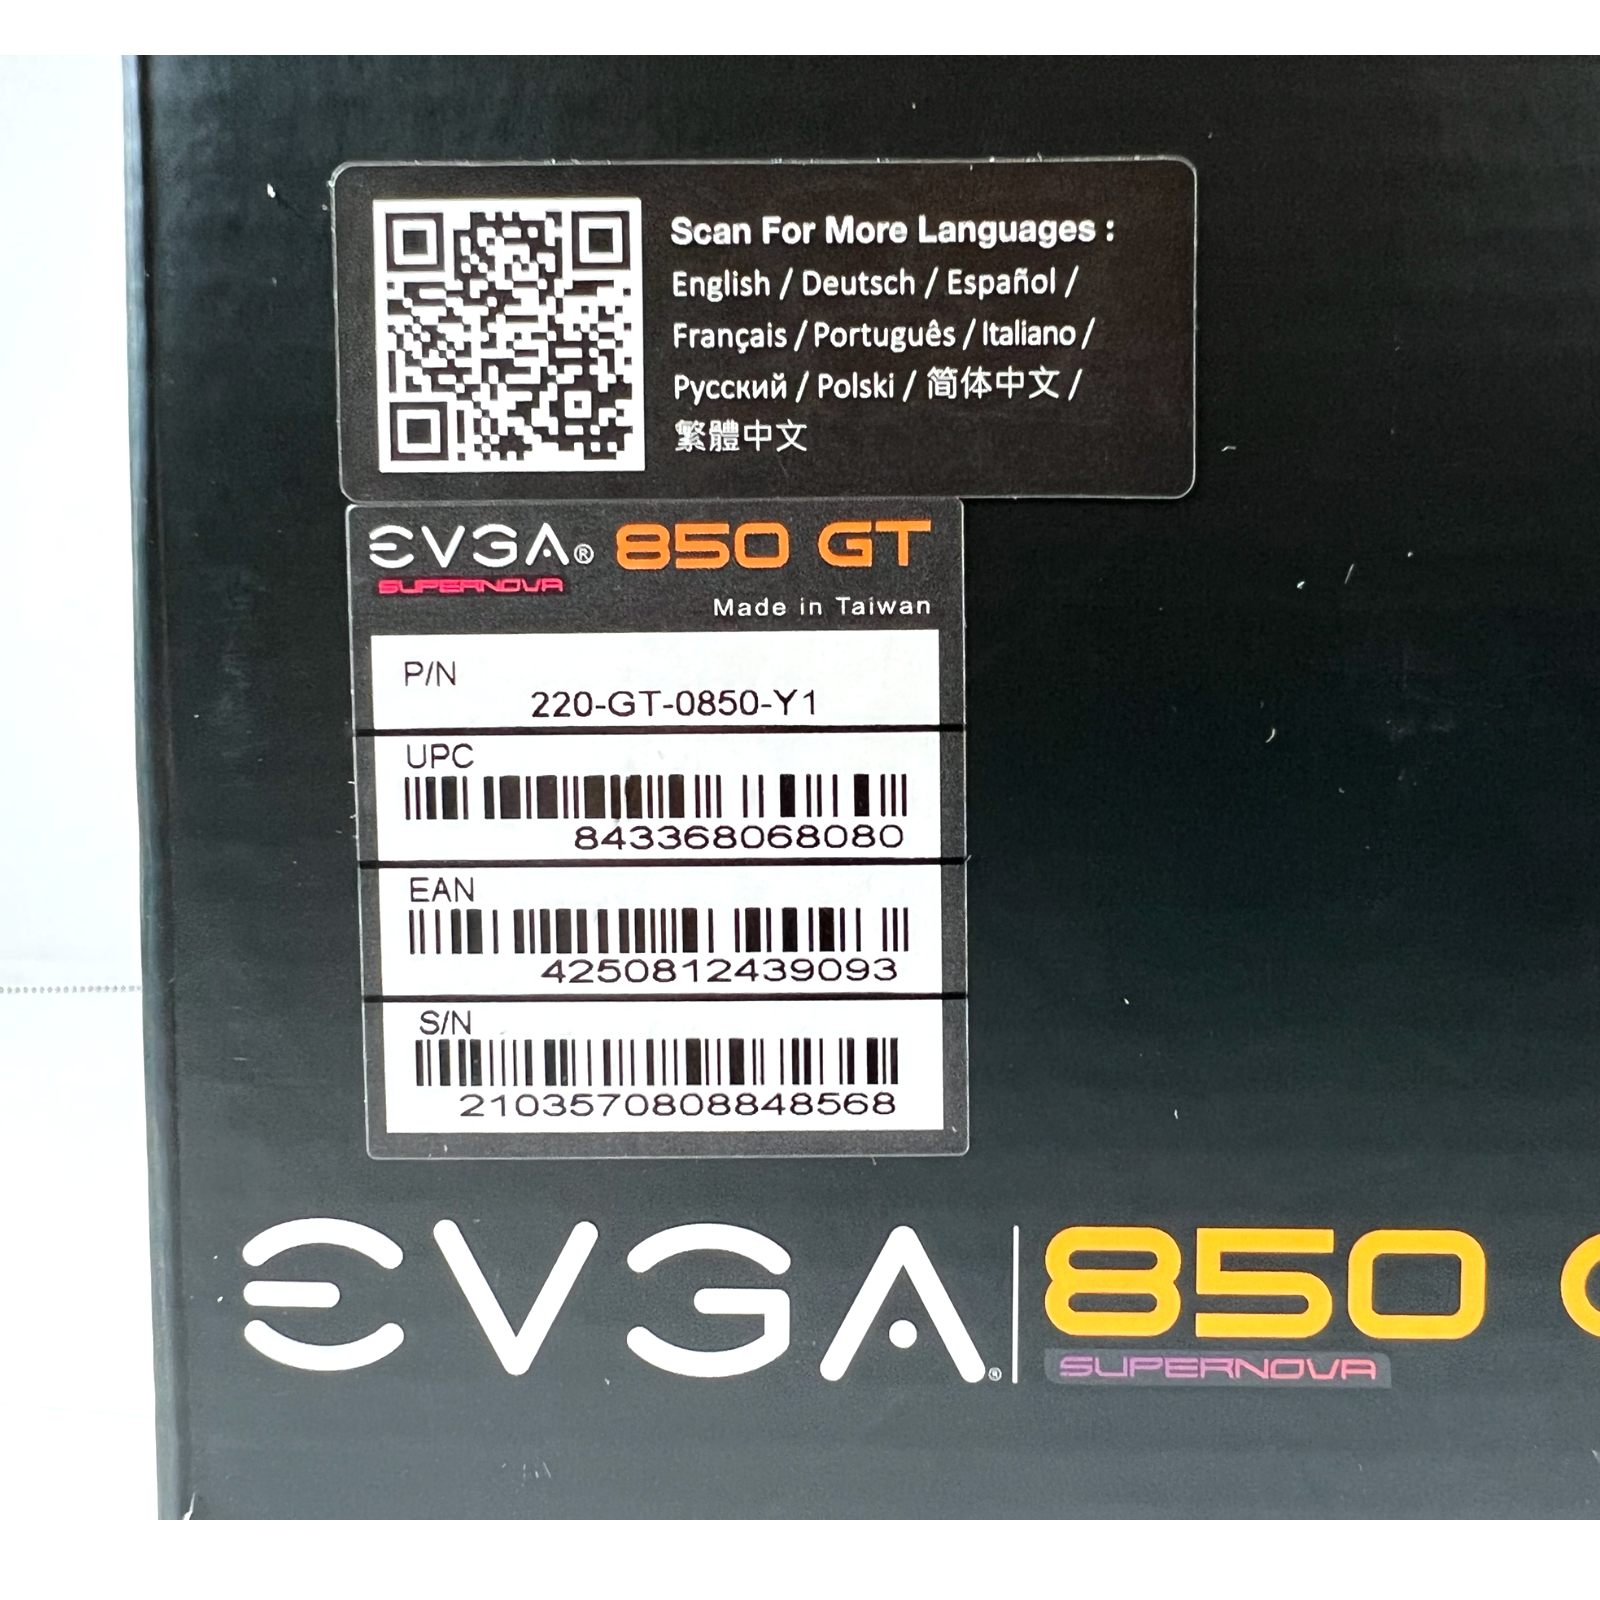 Scan For More Languages :
English / Deutsch / Español /
Français / Português / Italiano /
Русский / Polski / 简体中文 /
繁體中文
EVGA® 850 GT
SUPERNOVA
Made in Taiwan
P/N
220-GT-0850-Y1
UPC
843368068080
EAN
4250812439093
S/N
2103570808848568
EVGA® 850
SUPERNOVA